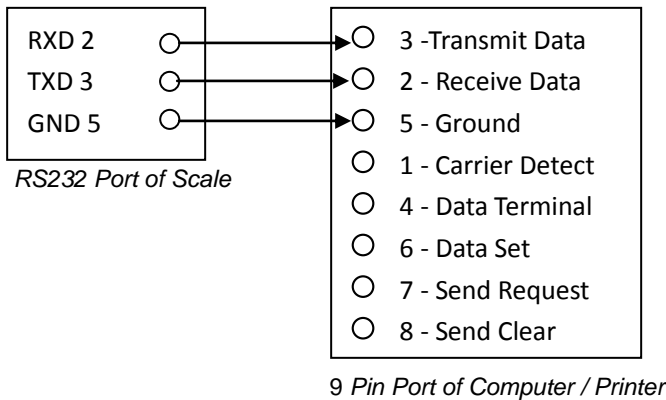 RXD 2
TXD 3
GND 5
RS232 Port of Scale
3 -Transmit Data
2 - Receive Data
5 - Ground
1 - Carrier Detect
4 - Data Terminal
6 - Data Set
7 - Send Request
8 - Send Clear
9 Pin Port of Computer / Printer